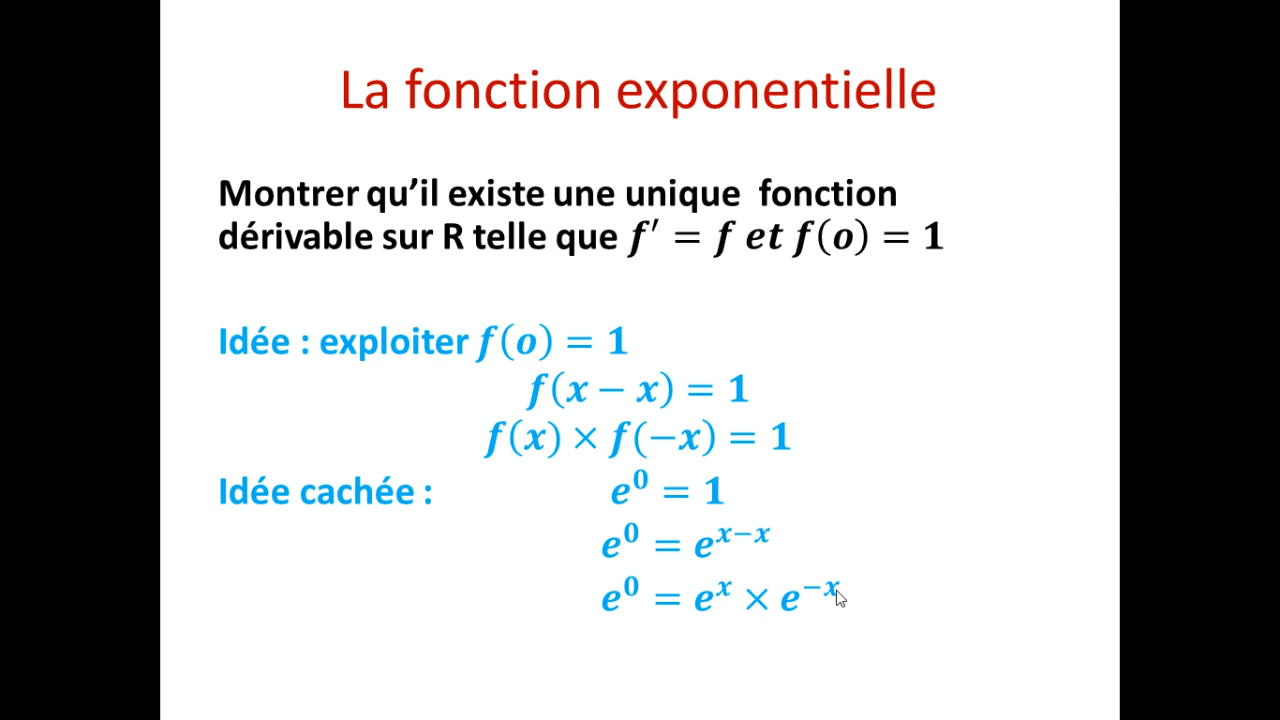 La fonction exponentielle
Montrer qu’il existe une unique fonction
dérivable sur R telle que f′ = f et f(o) = 1
Idée : exploiter f(o) = 1
f(x − x) = 1
f(x) × f(−x) = 1
Idée cachée : e⁰ = 1
e⁰ = eˣ⁻ˣ
e⁰ = eˣ × e⁻ˣ